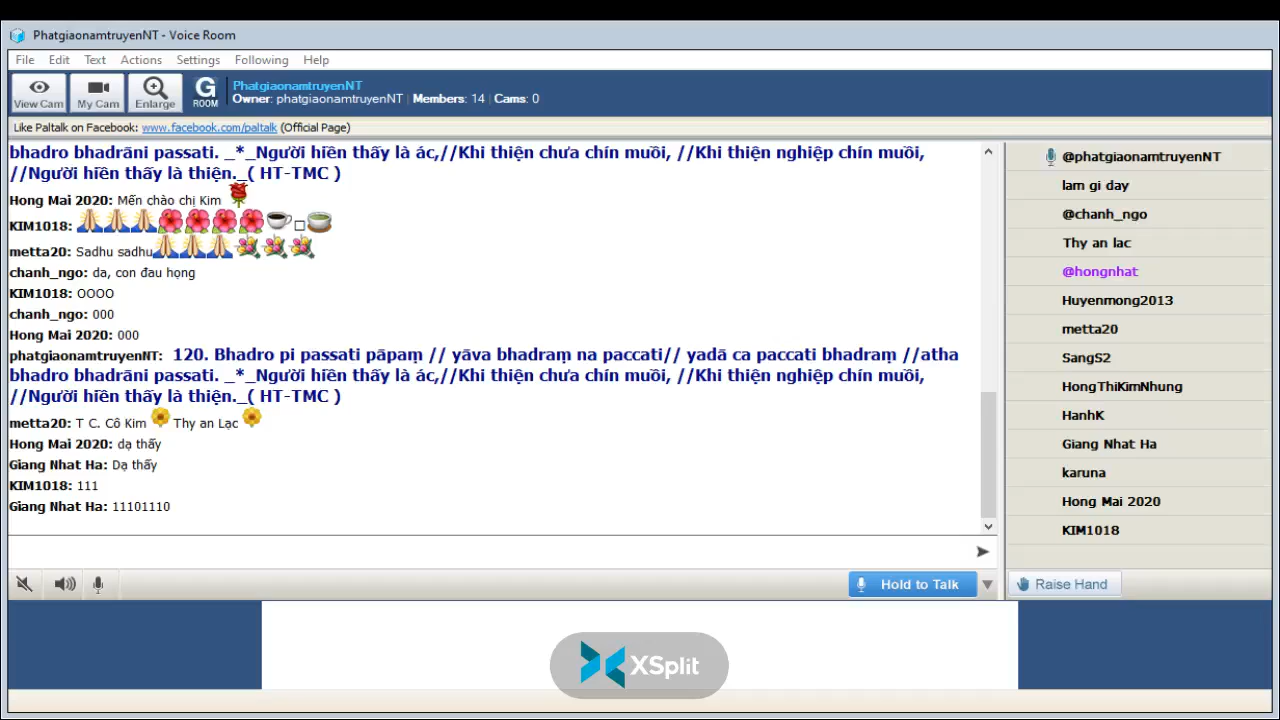 PhatgiaonamtruyenNT - Voice Room
File Edit Text Actions Settings Following Help
View Cam My Cam Enlarge G ROOM
PhatgiaonamtruyenNT
Owner: phatgiaonamtruyenNT | Members: 14 | Cams: 0
Like Paltalk on Facebook: www.facebook.com/paltalk (Official Page)
bhadro bhadrāni passati. _*_Người hiền thấy là ác,//Khi thiện chưa chín muồi, //Khi thiện nghiệp chín muồi,
//Người hiền thấy là thiện._( HT-TMC )
Hong Mai 2020: Mến chào chị Kim
KIM1018:
metta20: Sadhu sadhu
chanh_ngo: da, con đau họng
KIM1018: OOOO
chanh_ngo: 000
Hong Mai 2020: 000
phatgiaonamtruyenNT: 120. Bhadro pi passati pāpaṃ // yāva bhadraṃ na paccati// yadā ca paccati bhadraṃ //atha
bhadro bhadrāni passati. _*_Người hiền thấy là ác,//Khi thiện chưa chín muồi, //Khi thiện nghiệp chín muồi,
//Người hiền thấy là thiện._( HT-TMC )
metta20: T C. Cô Kim Thy an Lạc
Hong Mai 2020: dạ thấy
Giang Nhat Ha: Dạ thấy
KIM1018: 111
Giang Nhat Ha: 11101110
@phatgiaonamtruyenNT
lam gi day
@chanh_ngo
Thy an lac
@hongnhat
Huyenmong2013
metta20
SangS2
HongThiKimNhung
HanhK
Giang Nhat Ha
karuna
Hong Mai 2020
KIM1018
Hold to Talk
Raise Hand
XSplit